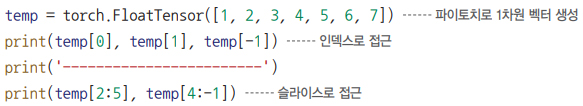 temp = torch.FloatTensor([1, 2, 3, 4, 5, 6, 7]) ------ 파이토치로 1차원 벡터 생성
print(temp[0], temp[1], temp[-1]) ------ 인덱스로 접근
print('------------------------')
print(temp[2:5], temp[4:-1]) ------ 슬라이스로 접근